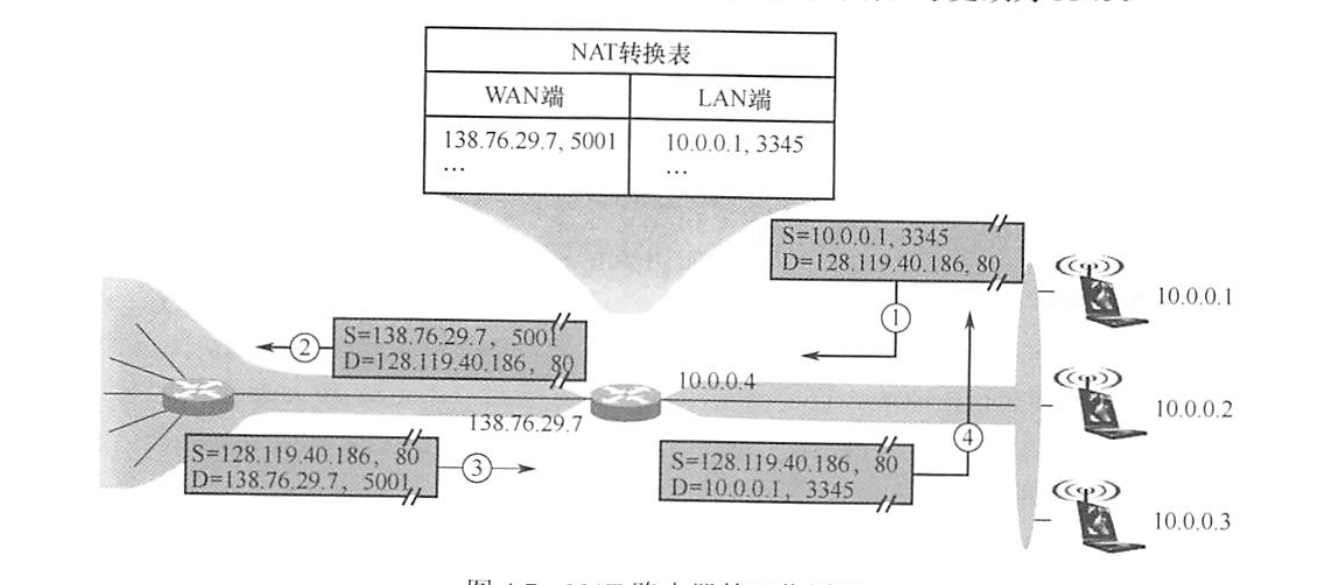 NAT转换表
WAN端
LAN端
138.76.29.7, 5001
10.0.0.1, 3345
…
…
S=10.0.0.1, 3345
D=128.119.40.186, 80
①
10.0.0.1
②
S=138.76.29.7, 5001
D=128.119.40.186, 80
10.0.0.4
10.0.0.2
138.76.29.7
S=128.119.40.186, 80
D=138.76.29.7, 5001
③
S=128.119.40.186, 80
D=10.0.0.1, 3345
④
10.0.0.3